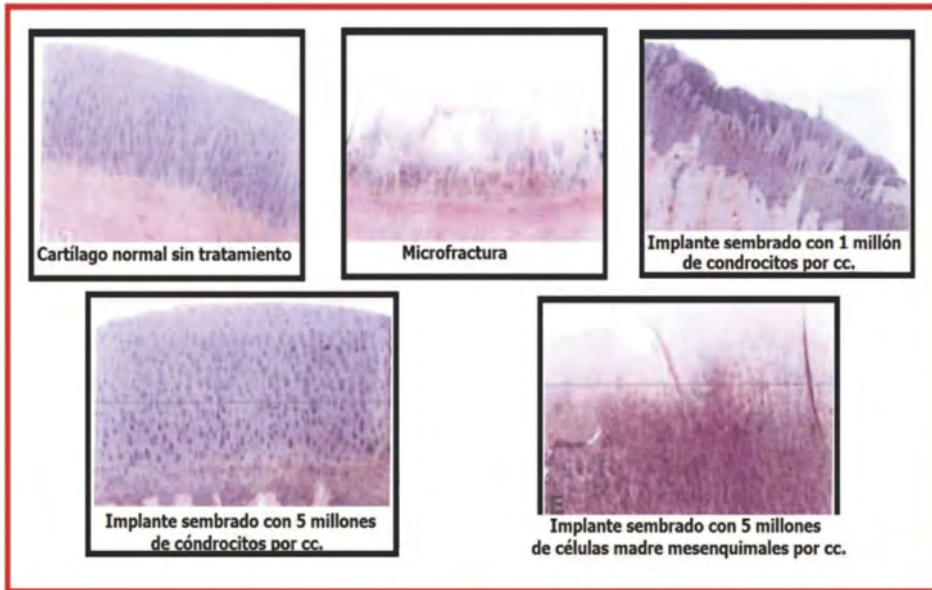 Cartílago normal sin tratamiento
Microfractura
Implante sembrado con 1 millón
de condrocitos por cc.
Implante sembrado con 5 millones
de cóndrocitos por cc.
E
Implante sembrado con 5 millones
de células madre mesenquimales por cc.